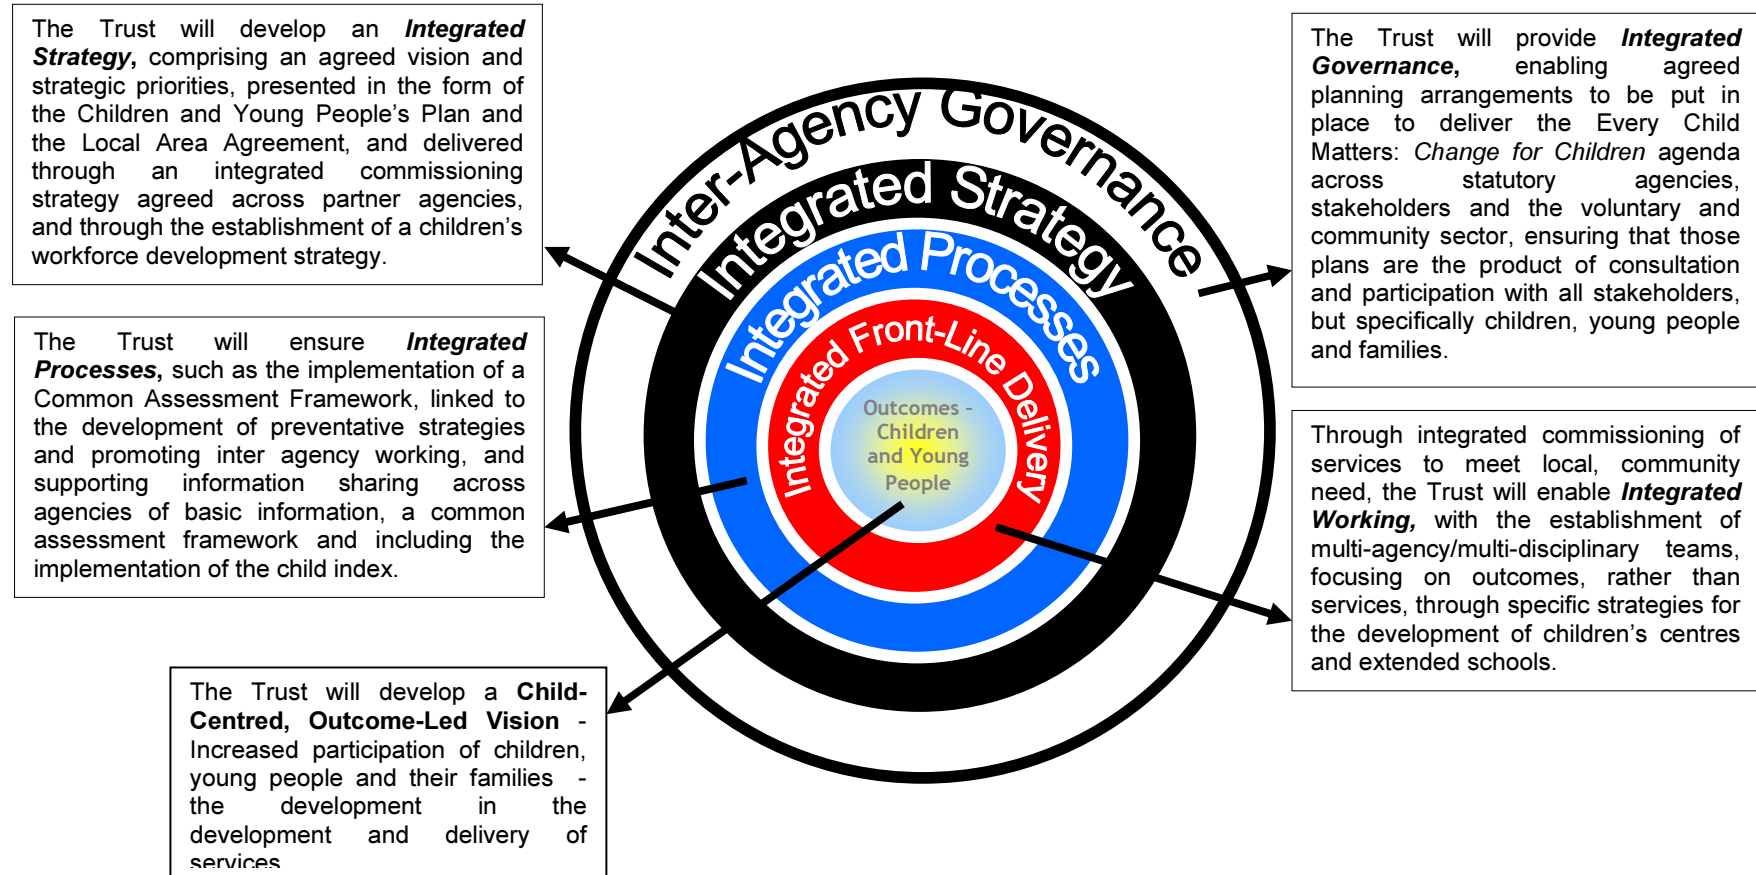 The Trust will develop an Integrated
Strategy, comprising an agreed vision and
strategic priorities, presented in the form of
the Children and Young People’s Plan and
the Local Area Agreement, and delivered
through an integrated commissioning
strategy agreed across partner agencies,
and through the establishment of a children’s
workforce development strategy.
The Trust will ensure Integrated
Processes, such as the implementation of a
Common Assessment Framework, linked to
the development of preventative strategies
and promoting inter agency working, and
supporting information sharing across
agencies of basic information, a common
assessment framework and including the
implementation of the child index.
The Trust will develop a Child-
Centred, Outcome-Led Vision -
Increased participation of children,
young people and their families -
the development in the
development and delivery of
services
Inter-Agency Governance
Integrated Strategy
Integrated Processes
Integrated Front-Line Delivery
Outcomes –
Children
and Young
People
The Trust will provide Integrated
Governance, enabling agreed
planning arrangements to be put in
place to deliver the Every Child
Matters: Change for Children agenda
across statutory agencies,
stakeholders and the voluntary and
community sector, ensuring that those
plans are the product of consultation
and participation with all stakeholders,
but specifically children, young people
and families.
Through integrated commissioning of
services to meet local, community
need, the Trust will enable Integrated
Working, with the establishment of
multi-agency/multi-disciplinary teams,
focusing on outcomes, rather than
services, through specific strategies for
the development of children’s centres
and extended schools.